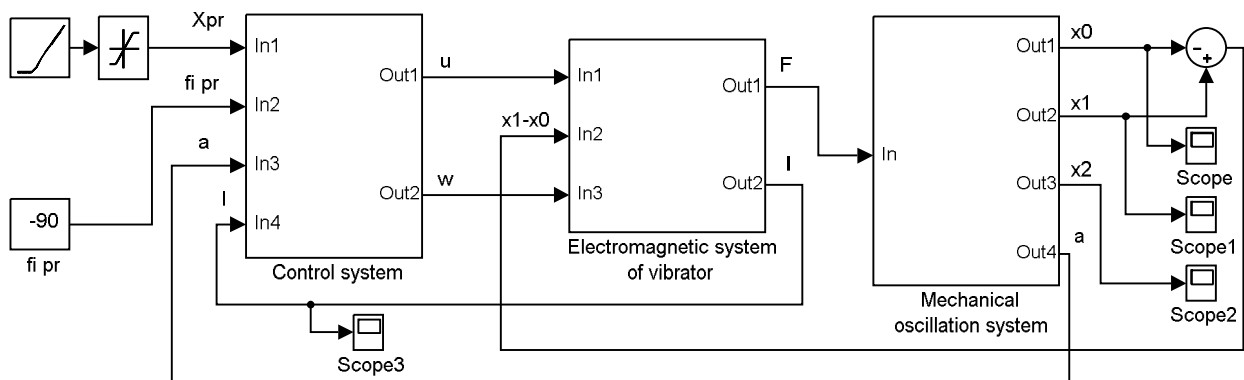 Xpr
In1
fi pr
In2
a
In3
I
In4
Out1
Out2
Control system
-90
fi pr
u
w
x1-x0
In1
In2
In3
Out1
Out2
Electromagnetic system
of vibrator
F
I
In
Out1
Out2
Out3
Out4
Mechanical
oscillation system
x0
x1
x2
a
-
+
Scope
Scope1
Scope2
Scope3